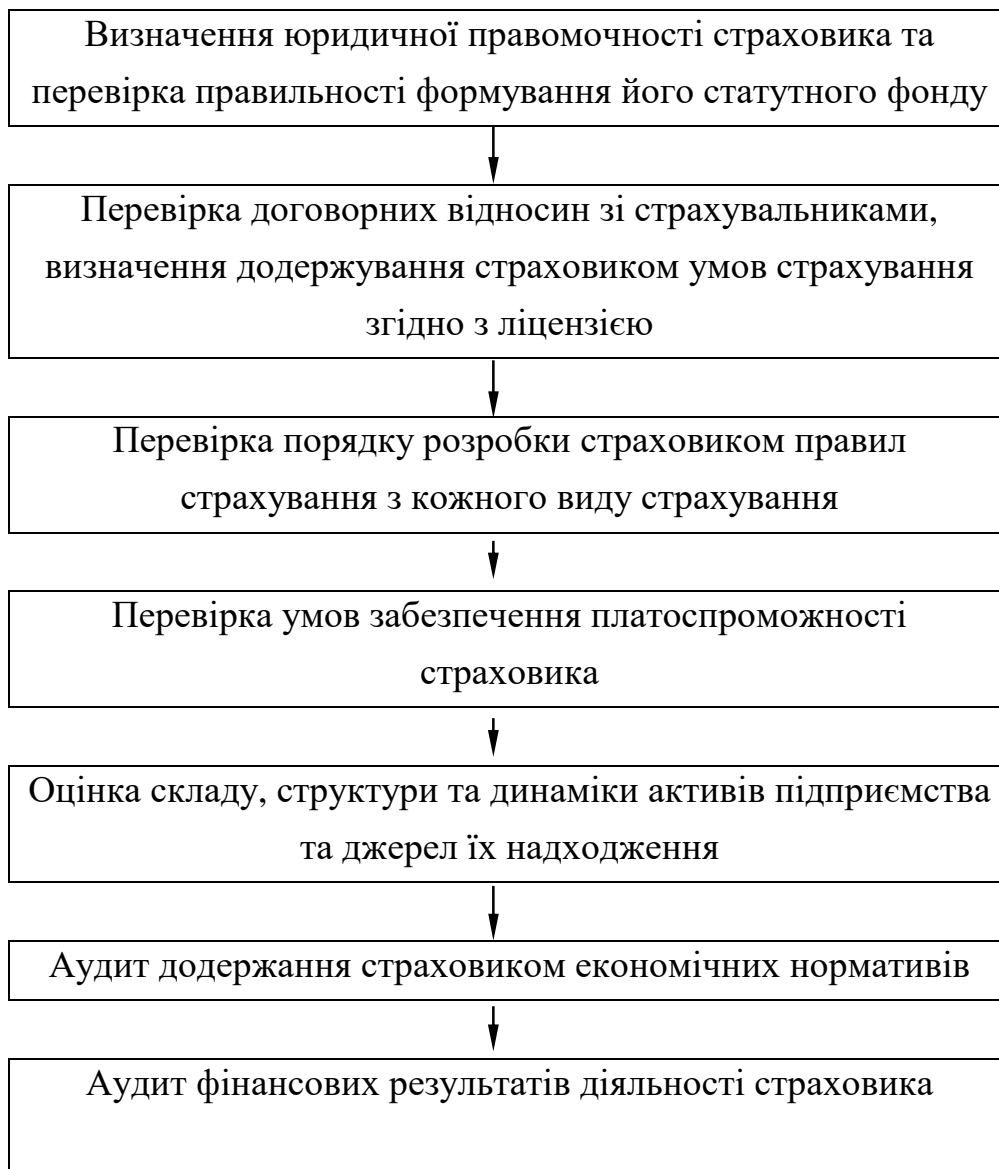 Визначення юридичної правомочності страховика та
перевірка правильності формування його статутного фонду
Перевірка договорних відносин зі страхувальниками,
визначення додержування страховиком умов страхування
згідно з ліцензією
Перевірка порядку розробки страховиком правил
страхування з кожного виду страхування
Перевірка умов забезпечення платоспроможності
страховика
Оцінка складу, структури та динаміки активів підприємства
та джерел їх надходження
Аудит додержання страховиком економічних нормативів
Аудит фінансових результатів діяльності страховика